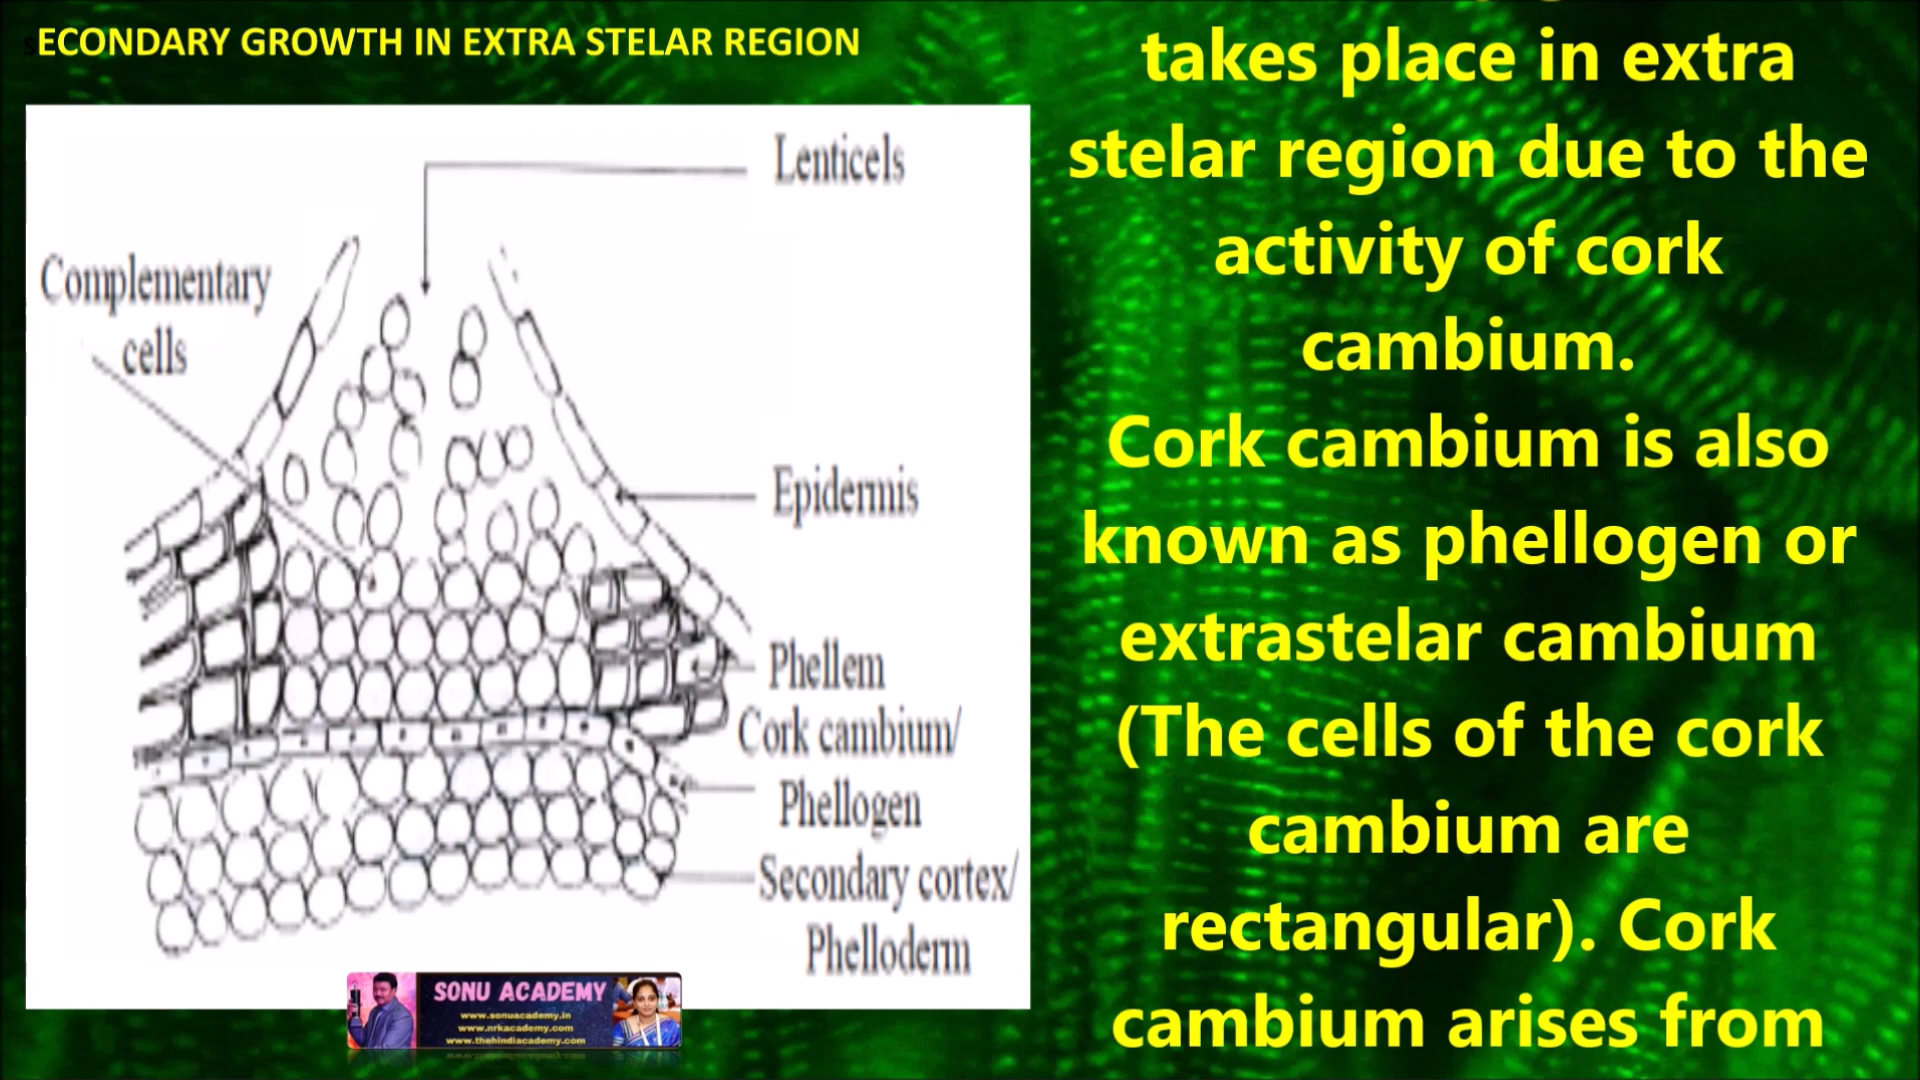 SECONDARY GROWTH IN EXTRA STELAR REGION
Lenticels
Complementary
cells
Epidermis
Phellem
Cork cambium/
Phellogen
Secondary cortex/
Phelloderm
SONU ACADEMY
www.sonuacademy.in
www.nrkacademy.com
www.thehindiacademy.com
takes place in extra
stelar region due to the
activity of cork
cambium.
Cork cambium is also
known as phellogen or
extrastelar cambium
(The cells of the cork
cambium are
rectangular). Cork
cambium arises from